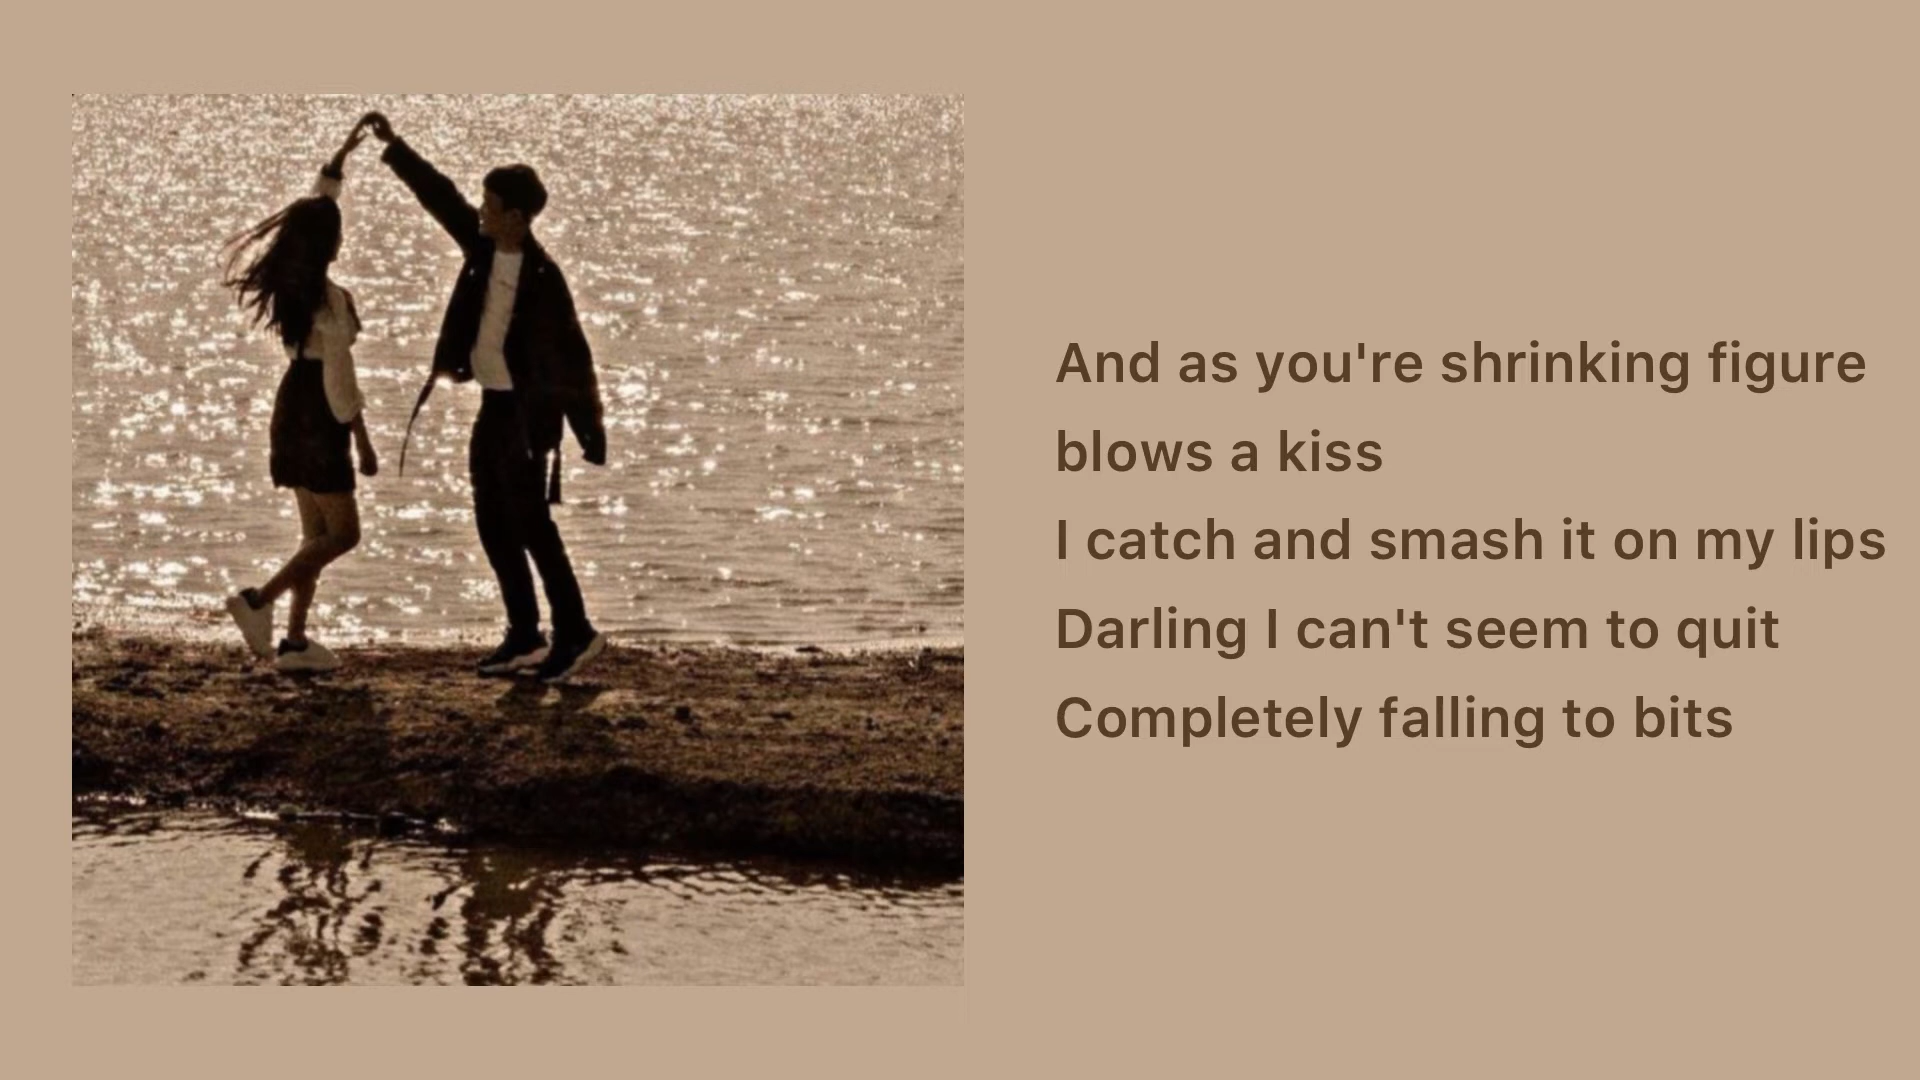 And as you're shrinking figure
blows a kiss
I catch and smash it on my lips
Darling I can't seem to quit
Completely falling to bits